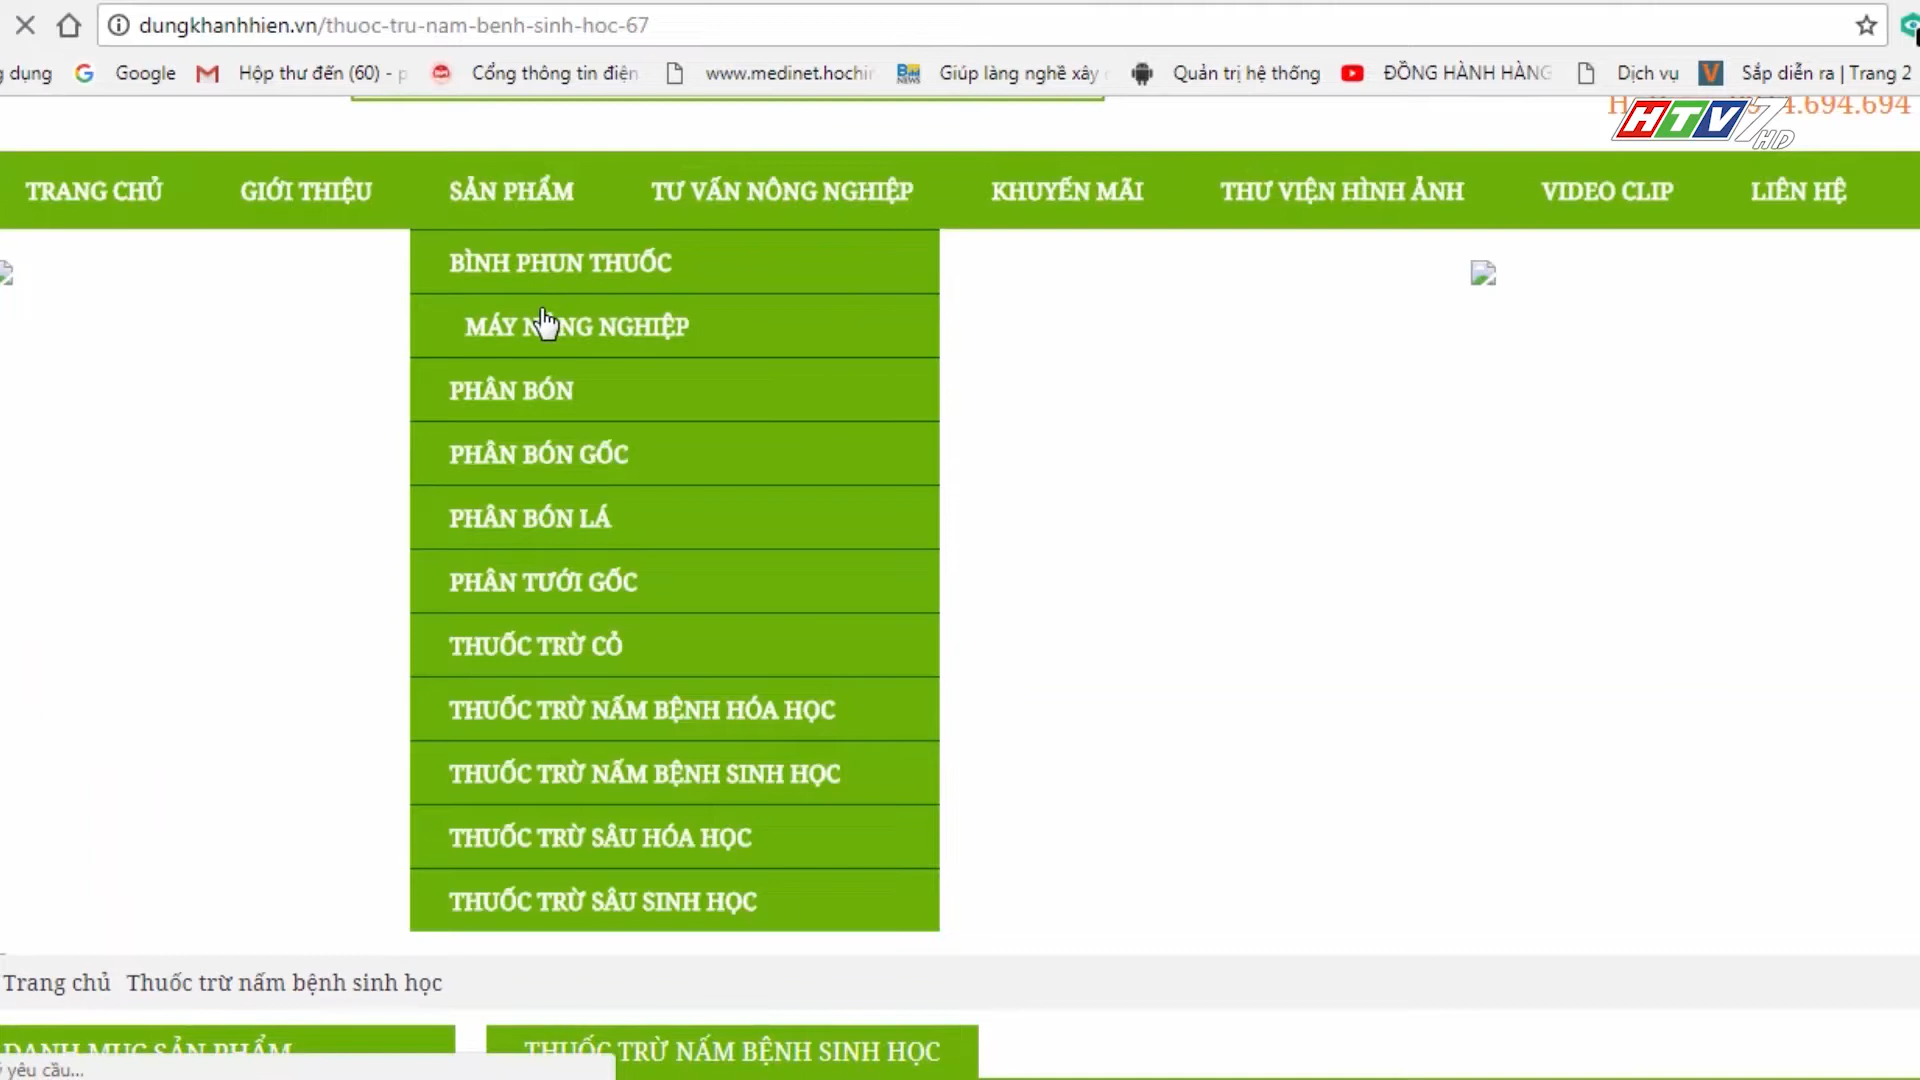 dungkhanhhien.vn/thuoc-tru-nam-benh-sinh-hoc-67
g dụng Google Hộp thư đến (60) - p Cổng thông tin điện www.medinet.hochi Giúp làng nghề xây Quản trị hệ thống ĐỒNG HÀNH HÀNG Dịch vụ Sắp diễn ra | Trang 2
4.694.694
HTV7 HD
TRANG CHỦ GIỚI THIỆU SẢN PHẨM TƯ VẤN NÔNG NGHIỆP KHUYẾN MÃI THƯ VIỆN HÌNH ẢNH VIDEO CLIP LIÊN HỆ
BÌNH PHUN THUỐC
MÁY NÔNG NGHIỆP
PHÂN BÓN
PHÂN BÓN GỐC
PHÂN BÓN LÁ
PHÂN TƯỚI GỐC
THUỐC TRỪ CỎ
THUỐC TRỪ NẤM BỆNH HÓA HỌC
THUỐC TRỪ NẤM BỆNH SINH HỌC
THUỐC TRỪ SÂU HÓA HỌC
THUỐC TRỪ SÂU SINH HỌC
Trang chủ Thuốc trừ nấm bệnh sinh học
DANH MỤC SẢN PHẨM THUỐC TRỪ NẤM BỆNH SINH HỌC
yêu cầu...